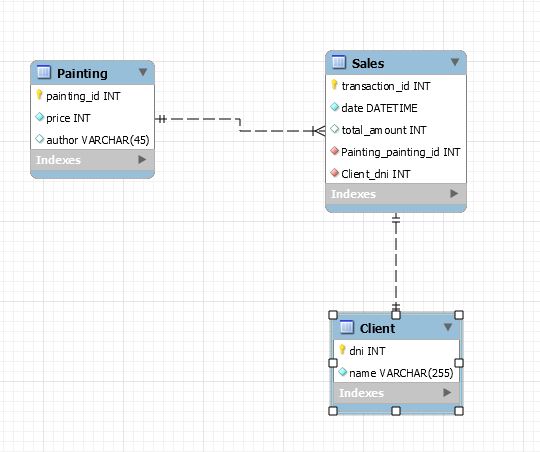 Painting
painting_id INT
price INT
author VARCHAR(45)
Indexes
Sales
transaction_id INT
date DATETIME
total_amount INT
Painting_painting_id INT
Client_dni INT
Indexes
Client
dni INT
name VARCHAR(255)
Indexes